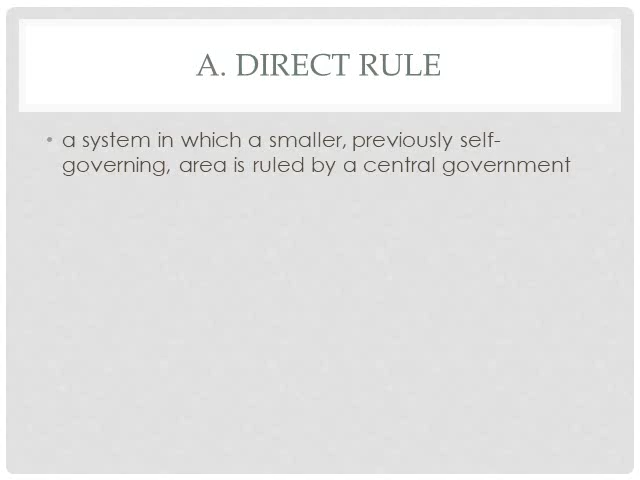 A. DIRECT RULE
• a system in which a smaller, previously self-
governing, area is ruled by a central government